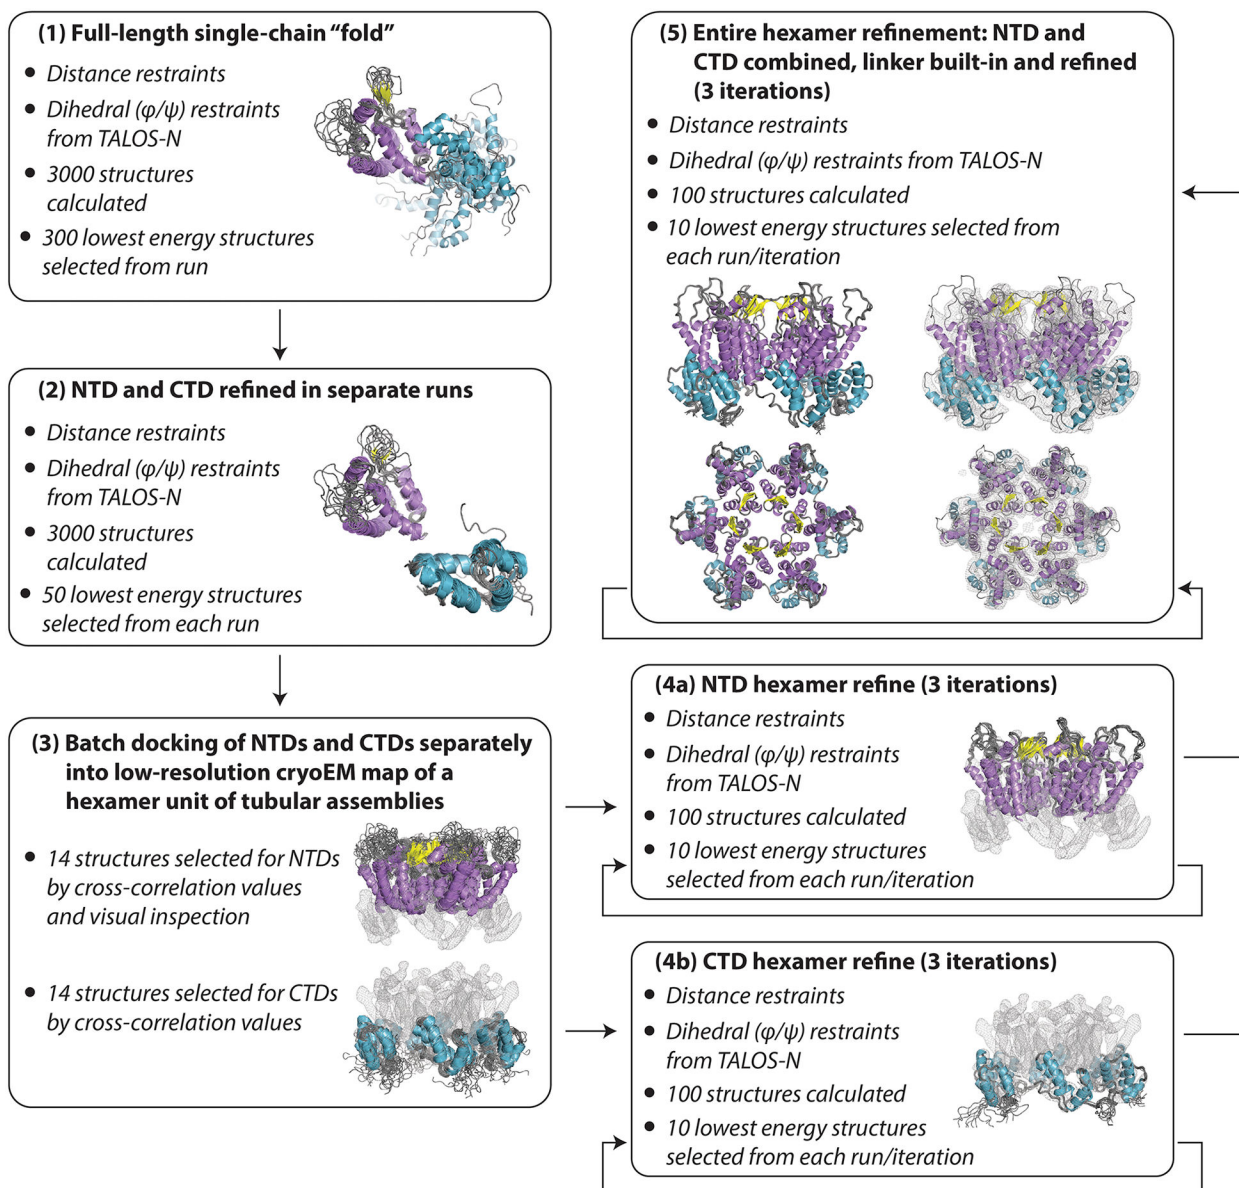 (1) Full-length single-chain “fold”
• Distance restraints
• Dihedral (φ/ψ) restraints
from TALOS-N
• 3000 structures
calculated
• 300 lowest energy structures
selected from run
(2) NTD and CTD refined in separate runs
• Distance restraints
• Dihedral (φ/ψ) restraints
from TALOS-N
• 3000 structures
calculated
• 50 lowest energy structures
selected from each run
(3) Batch docking of NTDs and CTDs separately
into low-resolution cryoEM map of a
hexamer unit of tubular assemblies
• 14 structures selected for NTDs
by cross-correlation values
and visual inspection
• 14 structures selected for CTDs
by cross-correlation values
(4a) NTD hexamer refine (3 iterations)
• Distance restraints
• Dihedral (φ/ψ) restraints
from TALOS-N
• 100 structures calculated
• 10 lowest energy structures
selected from each run/iteration
(4b) CTD hexamer refine (3 iterations)
• Distance restraints
• Dihedral (φ/ψ) restraints
from TALOS-N
• 100 structures calculated
• 10 lowest energy structures
selected from each run/iteration
(5) Entire hexamer refinement: NTD and
CTD combined, linker built-in and refined
(3 iterations)
• Distance restraints
• Dihedral (φ/ψ) restraints from TALOS-N
• 100 structures calculated
• 10 lowest energy structures selected from
each run/iteration